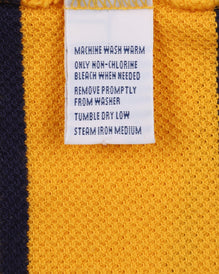 MACHINE WASH WARM
ONLY NON-CHLORINE
BLEACH WHEN NEEDED
REMOVE PROMPTLY
FROM WASHER
TUMBLE DRY LOW
STEAM IRON MEDIUM